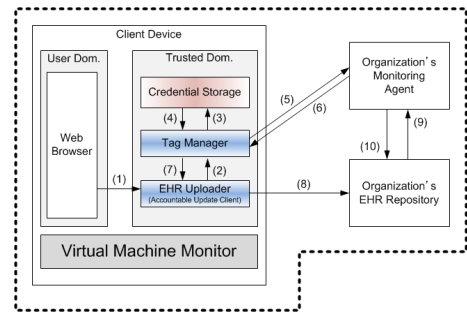 Client Device
User Dom.
Trusted Dom.
Credential Storage
(4)
(3)
Tag Manager
(7)
(2)
EHR Uploader
(Accountable Update Client)
Web
Browser
(1)
Virtual Machine Monitor
(5)
(6)
(8)
Organization's
Monitoring
Agent
(10)
(9)
Organization's
EHR Repository